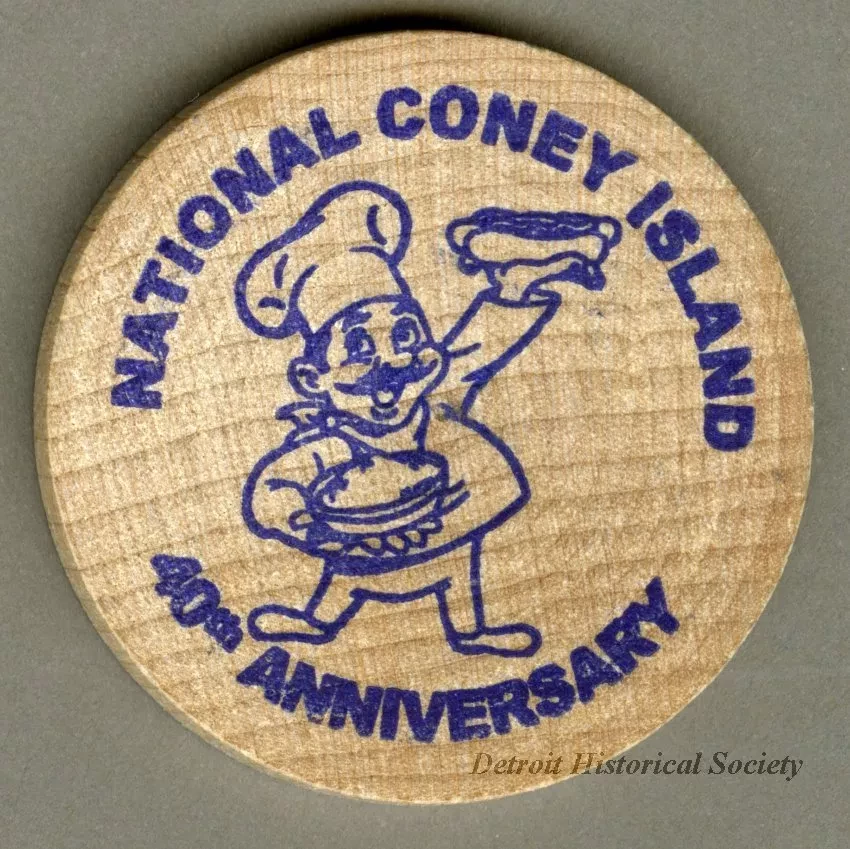 NATIONAL CONEY ISLAND
40th ANNIVERSARY
Detroit Historical Society